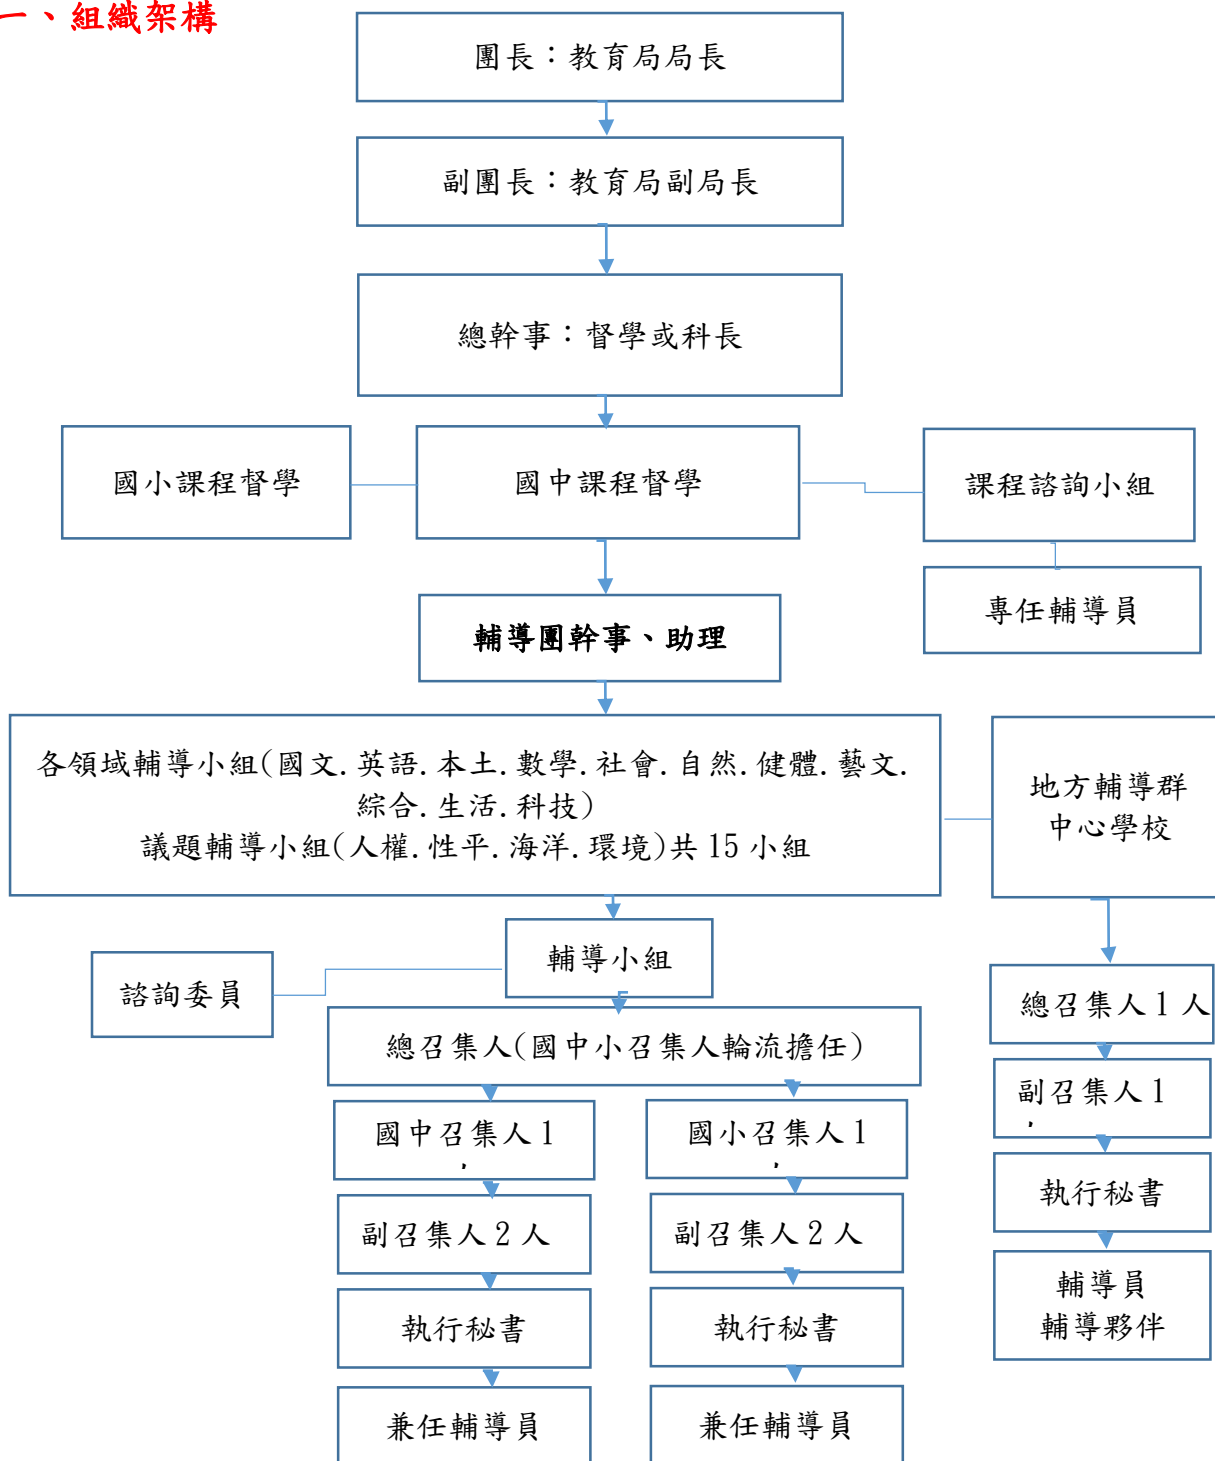 一、組織架構
團長：教育局局長
副團長：教育局副局長
總幹事：督學或科長
國小課程督學
國中課程督學
課程諮詢小組
專任輔導員
輔導團幹事、助理
各領域輔導小組(國文.英語.本土.數學.社會.自然.健體.藝文.
綜合.生活.科技)
議題輔導小組(人權.性平.海洋.環境)共15小組
地方輔導群
中心學校
輔導小組
諮詢委員
總召集人(國中小召集人輪流擔任)
國中召集人1
副召集人2人
執行秘書
兼任輔導員
國小召集人1
副召集人2人
執行秘書
兼任輔導員
總召集人1人
副召集人1
執行秘書
輔導員
輔導夥伴